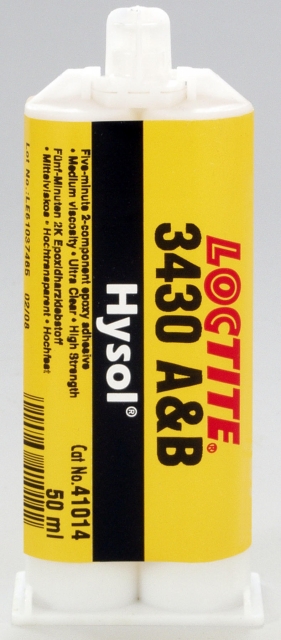 LOCTITE®
3430 A&B
Hysol®
Five-minute 2-component epoxy adhesive
• Medium viscosity • Ultra Clear • High Strength
Fünf-Minuten 2K Epoxidharzklebstoff
• Mittelviskos • Hochtransparent • Hochfest
Cat No. 41014
50 ml
Lot No.: LE51037485 02/08